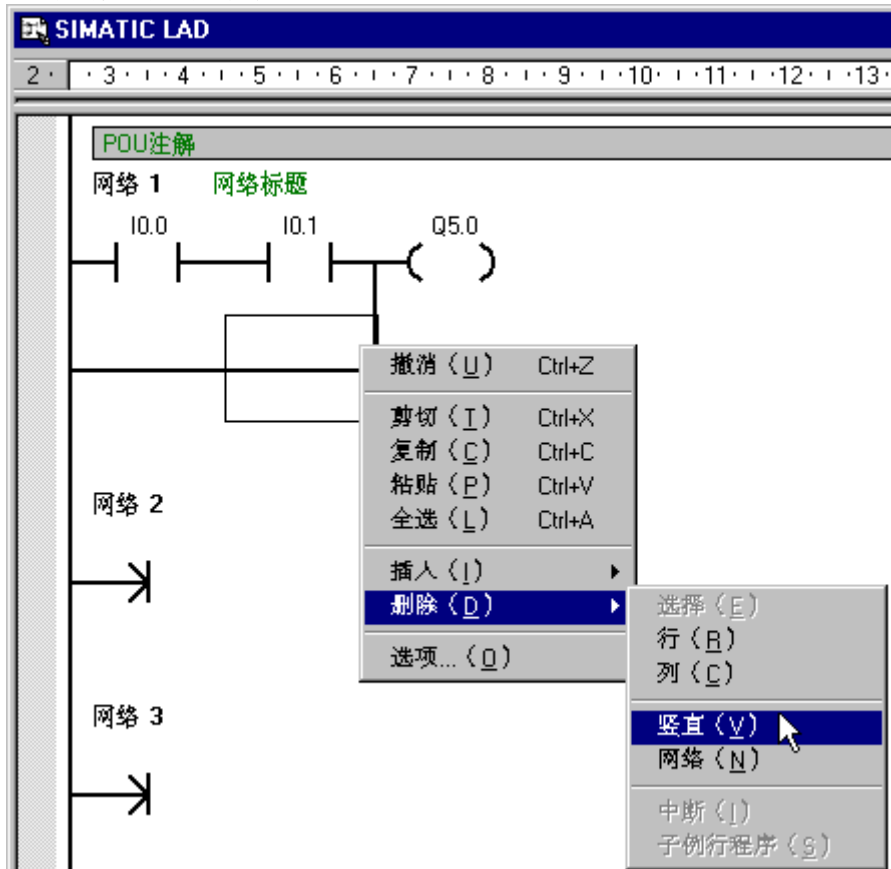 SIMATIC LAD
2 · · 3 · ı · 4 · ı · 5 · ı · 6 · ı · 7 · ı · 8 · ı · 9 · ı · 10 · ı · 11 · ı · 12 · ı · 13 ·
POU注解
网络 1 网络标题
I0.0 I0.1 Q5.0
撤消（U） Ctrl+Z
剪切（T） Ctrl+X
复制（C） Ctrl+C
粘贴（P） Ctrl+V
全选（L） Ctrl+A
网络 2
插入（I）
删除（D）
选项...（O）
选择（E）
行（R）
列（C）
网络 3
竖直（V）
网络（N）
中断（I）
子例行程序（S）